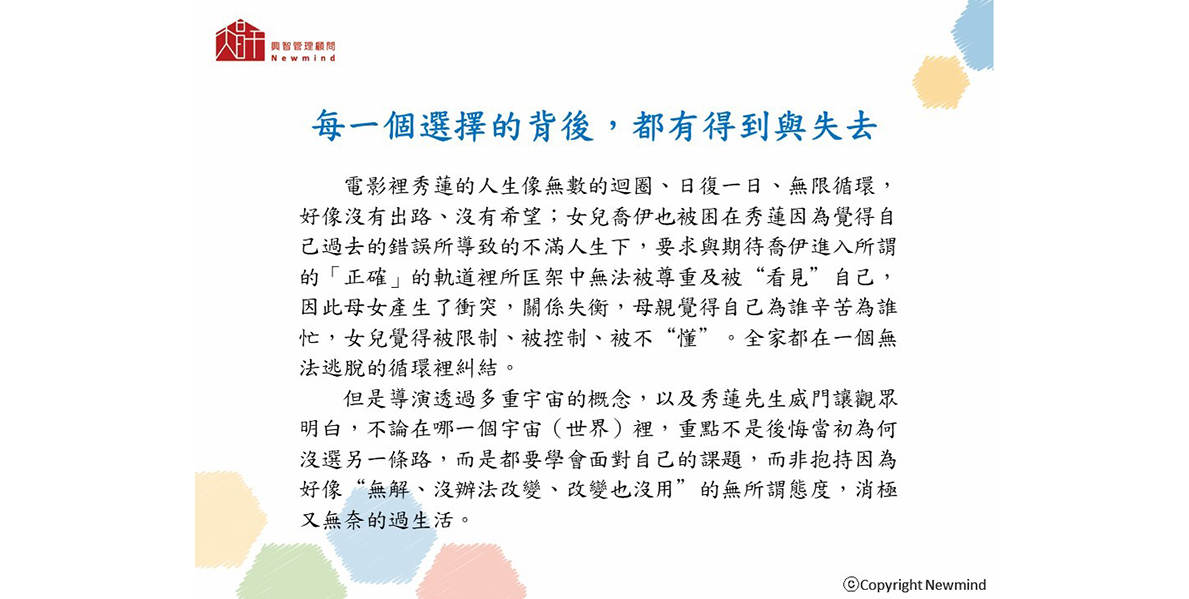 興智管理顧問
Newmind
每一個選擇的背後，都有得到與失去
電影裡秀蓮的人生像無數的迴圈、日復一日、無限循環，
好像沒有出路、沒有希望；女兒喬伊也被困在秀蓮因為覺得自
己過去的錯誤所導致的不滿人生下，要求與期待喬伊進入所謂
的「正確」的軌道裡所匡架中無法被尊重及被“看見”自己，
因此母女產生了衝突，關係失衡，母親覺得自己為誰辛苦為誰
忙，女兒覺得被限制、被控制、被不“懂”。全家都在一個無
法逃脫的循環裡糾結。
但是導演透過多重宇宙的概念，以及秀蓮先生威門讓觀眾
明白，不論在哪一個宇宙（世界）裡，重點不是後悔當初為何
沒選另一條路，而是都要學會面對自己的課題，而非抱持因為
好像“無解、沒辦法改變、改變也沒用”的無所謂態度，消極
又無奈的過生活。
ⓒCopyright Newmind